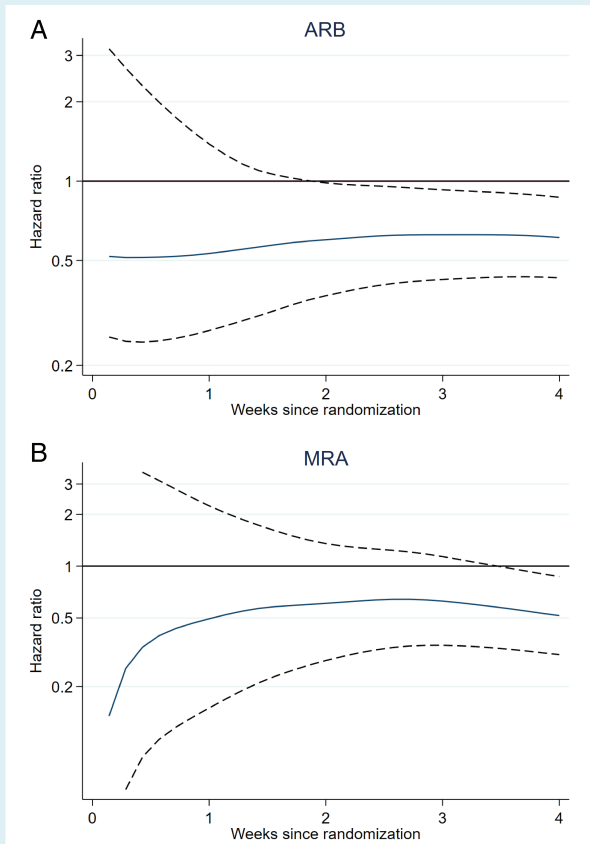 A
ARB
3
2
1
0.5
0.2
Hazard ratio
0 1 2 3 4
Weeks since randomization
B
MRA
3
2
1
0.5
0.2
Hazard ratio
0 1 2 3 4
Weeks since randomization